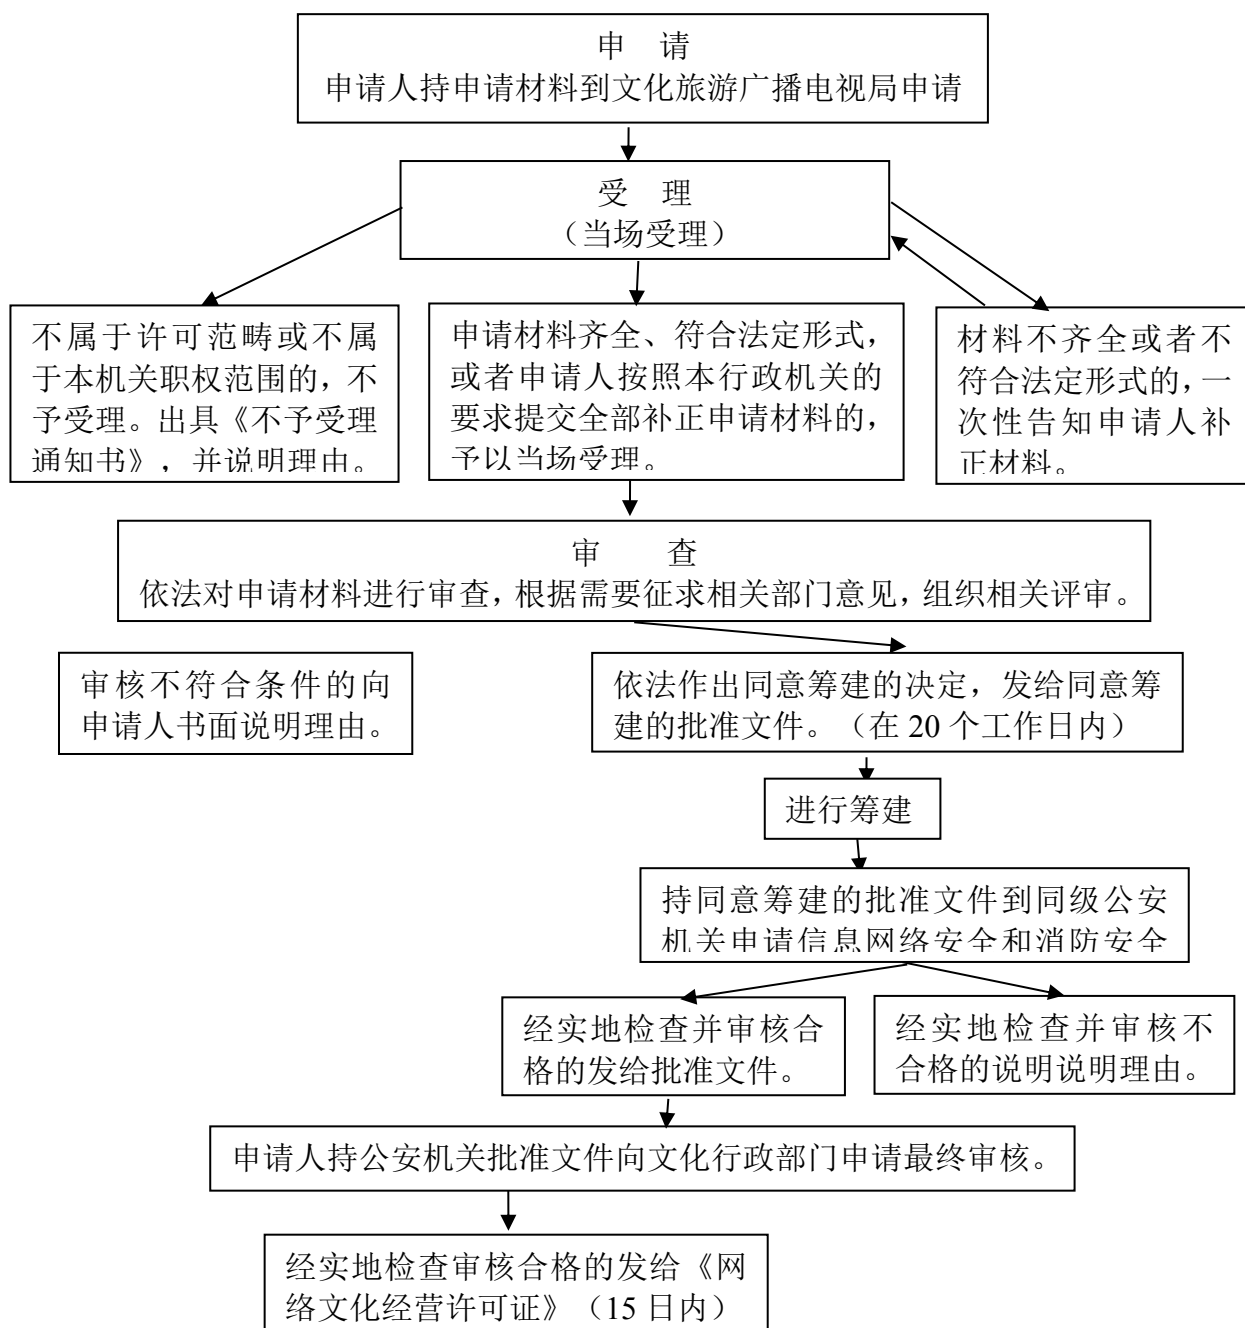 申 请
申请人持申请材料到文化旅游广播电视局申请
受 理
（当场受理）
不属于许可范畴或不属
于本机关职权范围的，不
予受理。出具《不予受理
通知书》，并说明理由。
申请材料齐全、符合法定形式，
或者申请人按照本行政机关的
要求提交全部补正申请材料的，
予以当场受理。
材料不齐全或者不
符合法定形式的，一
次性告知申请人补
正材料。
审 查
依法对申请材料进行审查，根据需要征求相关部门意见，组织相关评审。
审核不符合条件的向
申请人书面说明理由。
依法作出同意筹建的决定，发给同意筹
建的批准文件。（在 20 个工作日内）
进行筹建
持同意筹建的批准文件到同级公安
机关申请信息网络安全和消防安全
经实地检查并审核合
格的发给批准文件。
经实地检查并审核不
合格的说明说明理由。
申请人持公安机关批准文件向文化行政部门申请最终审核。
经实地检查审核合格的发给《网
络文化经营许可证》（15 日内）